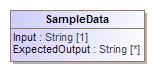 SampleData
Input : String [1]
ExpectedOutput : String [*]